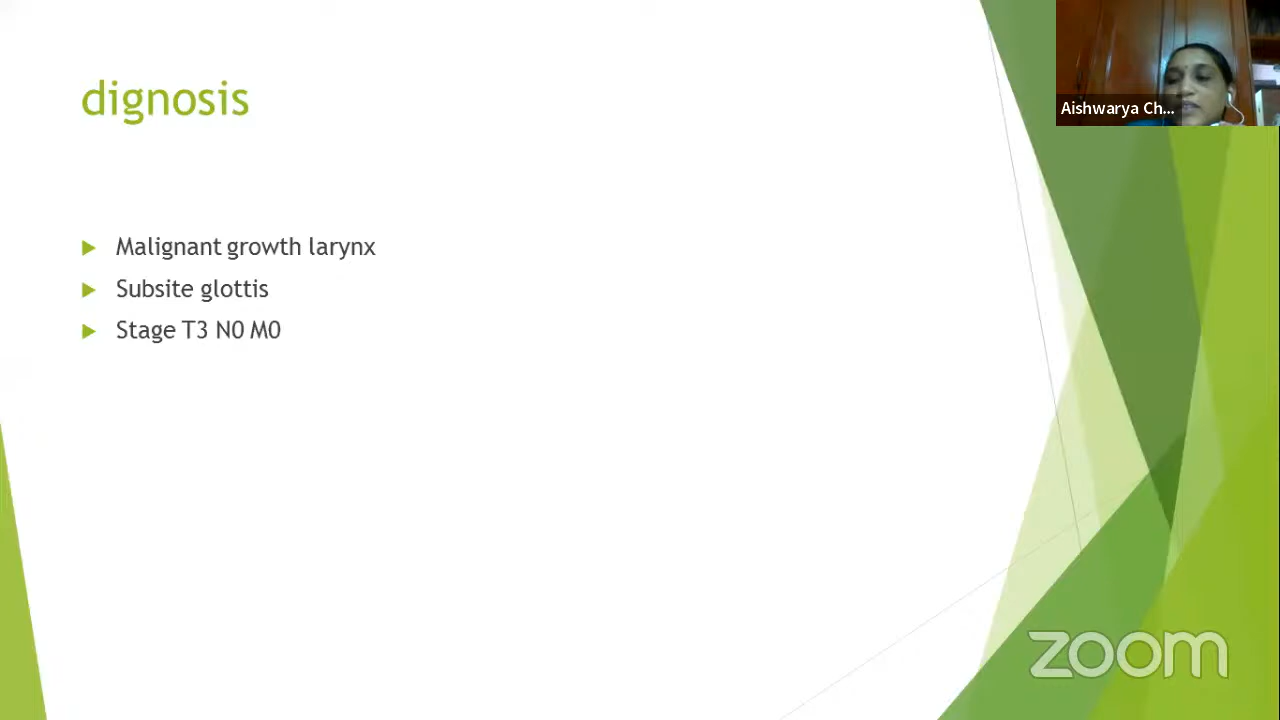 dignosis
Aishwarya Ch...
Malignant growth larynx
Subsite glottis
Stage T3 N0 M0
zoom